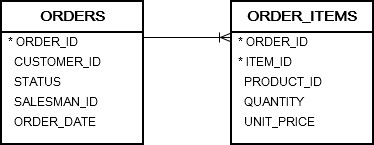 ORDERS
* ORDER_ID
CUSTOMER_ID
STATUS
SALESMAN_ID
ORDER_DATE
ORDER_ITEMS
* ORDER_ID
* ITEM_ID
PRODUCT_ID
QUANTITY
UNIT_PRICE